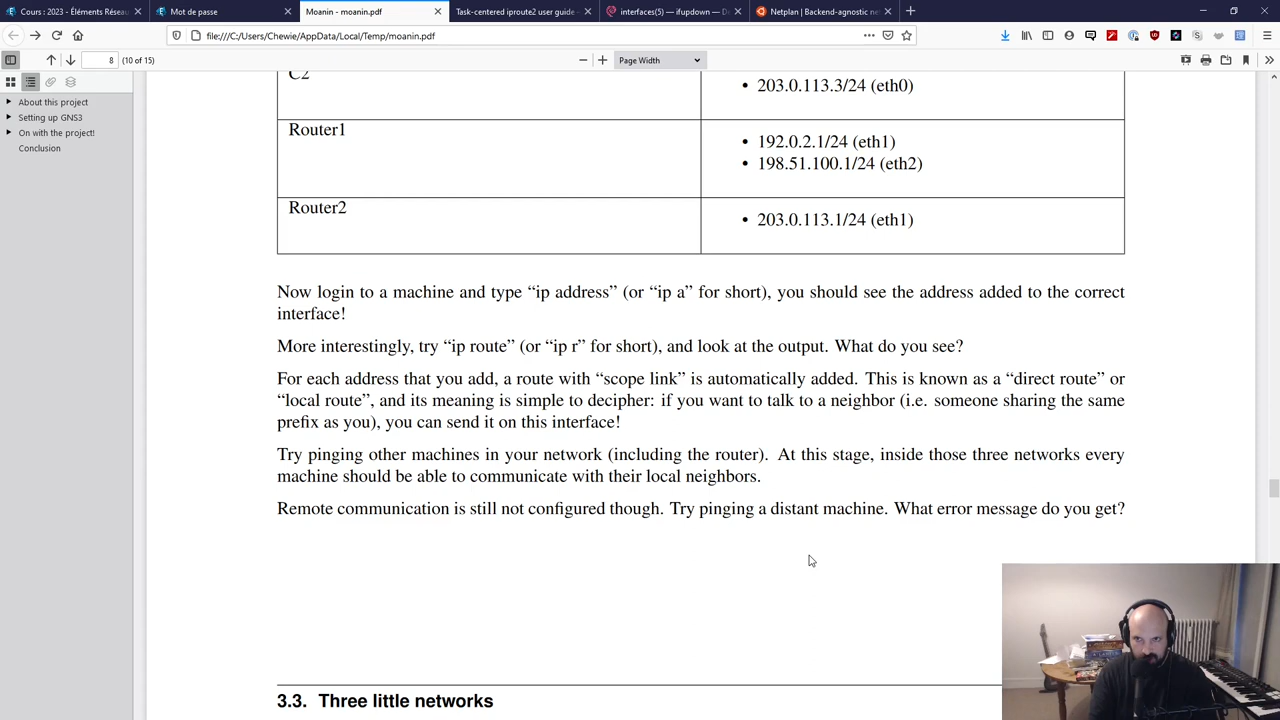 Cours : 2023 - Éléments Réseau
Mot de passe
Moanin - moanin.pdf
Task-centered iproute2 user guide
interfaces(5) — ifupdown — De
Netplan | Backend-agnostic ne
file:///C:/Users/Chewie/AppData/Local/Temp/moanin.pdf
8 (10 of 15)
Page Width
About this project
Setting up GNS3
On with the project!
Conclusion
C2
• 203.0.113.3/24 (eth0)
Router1
• 192.0.2.1/24 (eth1)
• 198.51.100.1/24 (eth2)
Router2
• 203.0.113.1/24 (eth1)
Now login to a machine and type “ip address” (or “ip a” for short), you should see the address added to the correct
interface!
More interestingly, try “ip route” (or “ip r” for short), and look at the output. What do you see?
For each address that you add, a route with “scope link” is automatically added. This is known as a “direct route” or
“local route”, and its meaning is simple to decipher: if you want to talk to a neighbor (i.e. someone sharing the same
prefix as you), you can send it on this interface!
Try pinging other machines in your network (including the router). At this stage, inside those three networks every
machine should be able to communicate with their local neighbors.
Remote communication is still not configured though. Try pinging a distant machine. What error message do you get?
3.3. Three little networks